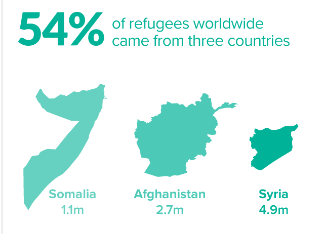 54% of refugees worldwide
came from three countries
Somalia
1.1m
Afghanistan
2.7m
Syria
4.9m